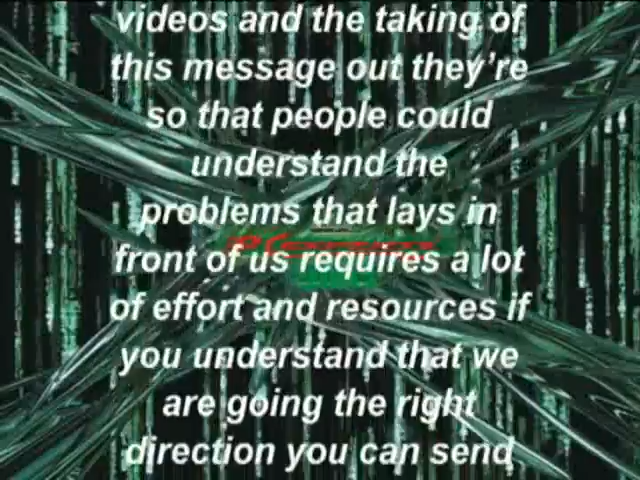 videos and the taking of
this message out they're
so that people could
understand the
problems that lays in
front of us requires a lot
of effort and resources if
you understand that we
are going the right
direction you can send